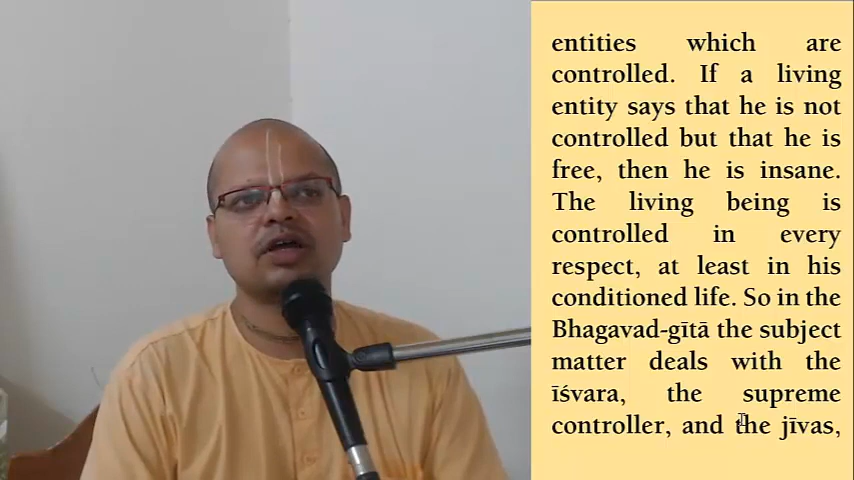 entities which are
controlled. If a living
entity says that he is not
controlled but that he is
free, then he is insane.
The living being is
controlled in every
respect, at least in his
conditioned life. So in the
Bhagavad-gītā the subject
matter deals with the
īśvara, the supreme
controller, and the jīvas,